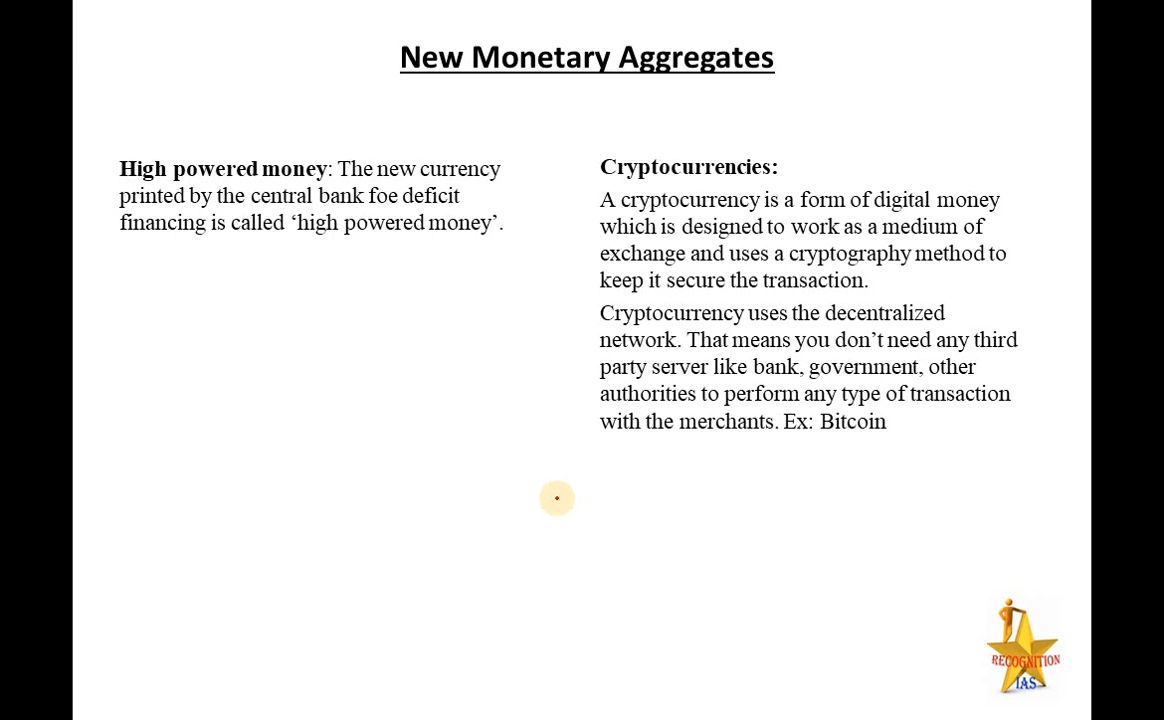 New Monetary Aggregates
High powered money: The new currency
printed by the central bank foe deficit
financing is called ‘high powered money’.
Cryptocurrencies:
A cryptocurrency is a form of digital money
which is designed to work as a medium of
exchange and uses a cryptography method to
keep it secure the transaction.
Cryptocurrency uses the decentralized
network. That means you don’t need any third
party server like bank, government, other
authorities to perform any type of transaction
with the merchants. Ex: Bitcoin
RECOGNITION
IAS